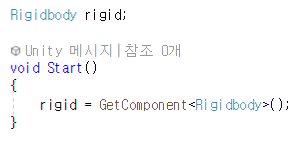 Rigidbody rigid;
Unity 메시지 | 참조 0개
void Start()
{
rigid = GetComponent<Rigidbody>();
}